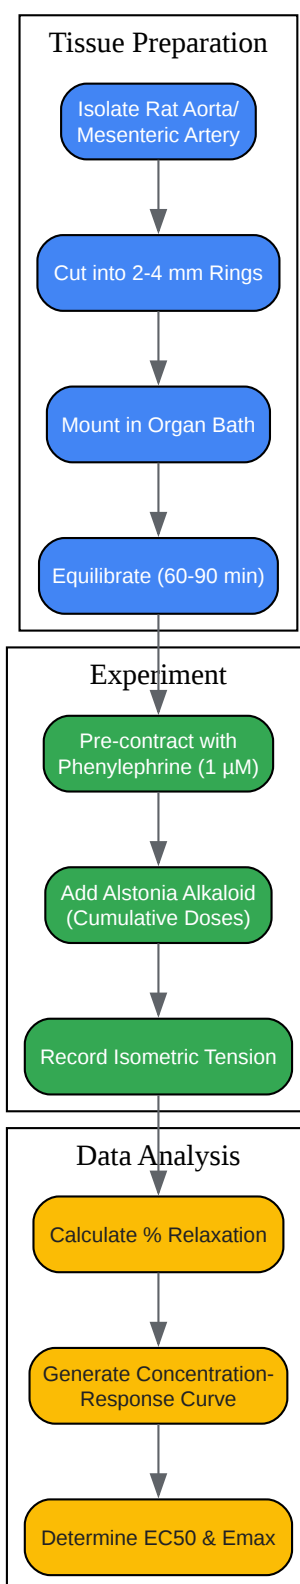 Tissue Preparation
Isolate Rat Aorta/
Mesenteric Artery
Cut into 2-4 mm Rings
Mount in Organ Bath
Equilibrate (60-90 min)
Experiment
Pre-contract with
Phenylephrine (1 µM)
Add Alstonia Alkaloid
(Cumulative Doses)
Record Isometric Tension
Data Analysis
Calculate % Relaxation
Generate Concentration-
Response Curve
Determine EC50 & Emax